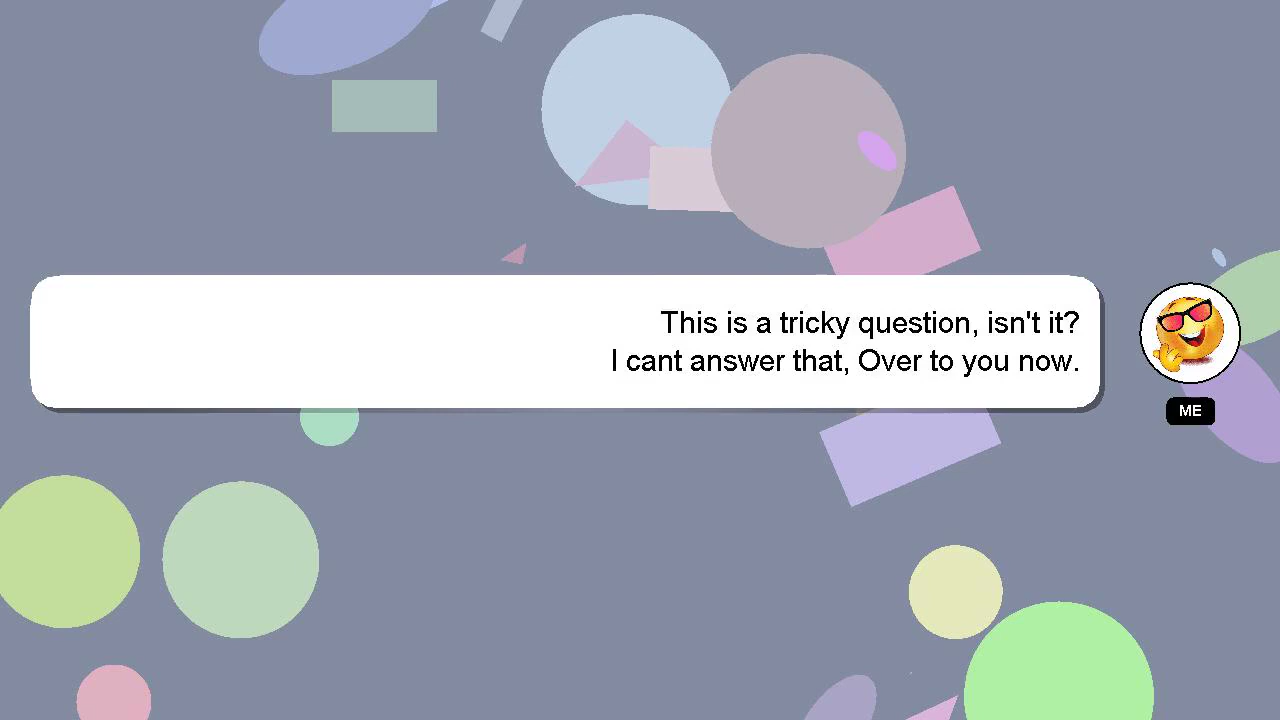 This is a tricky question, isn't it?
I cant answer that, Over to you now.
ME